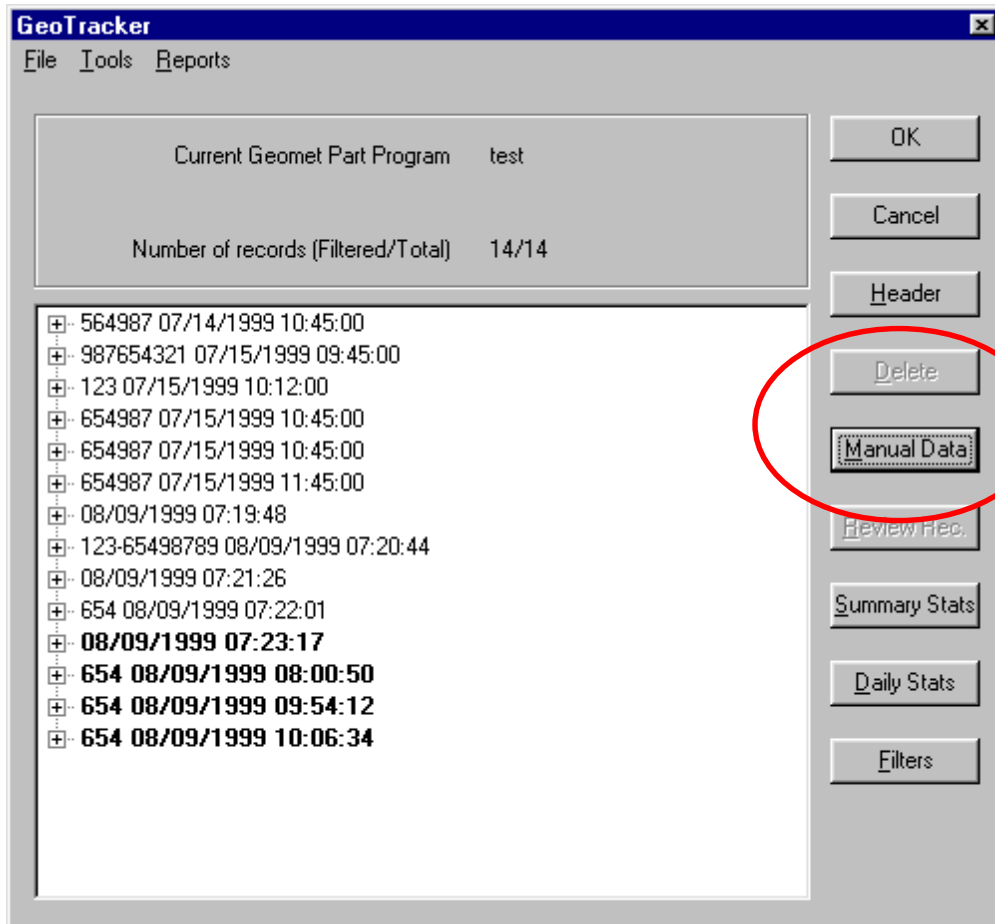 GeoTracker
File Tools Reports
Current Geomet Part Program test
Number of records (Filtered/Total) 14/14
564987 07/14/1999 10:45:00
987654321 07/15/1999 09:45:00
123 07/15/1999 10:12:00
654987 07/15/1999 10:45:00
654987 07/15/1999 10:45:00
654987 07/15/1999 11:45:00
08/09/1999 07:19:48
123-65498789 08/09/1999 07:20:44
08/09/1999 07:21:26
654 08/09/1999 07:22:01
08/09/1999 07:23:17
654 08/09/1999 08:00:50
654 08/09/1999 09:54:12
654 08/09/1999 10:06:34
OK
Cancel
Header
Delete
Manual Data
Review Rec.
Summary Stats
Daily Stats
Filters